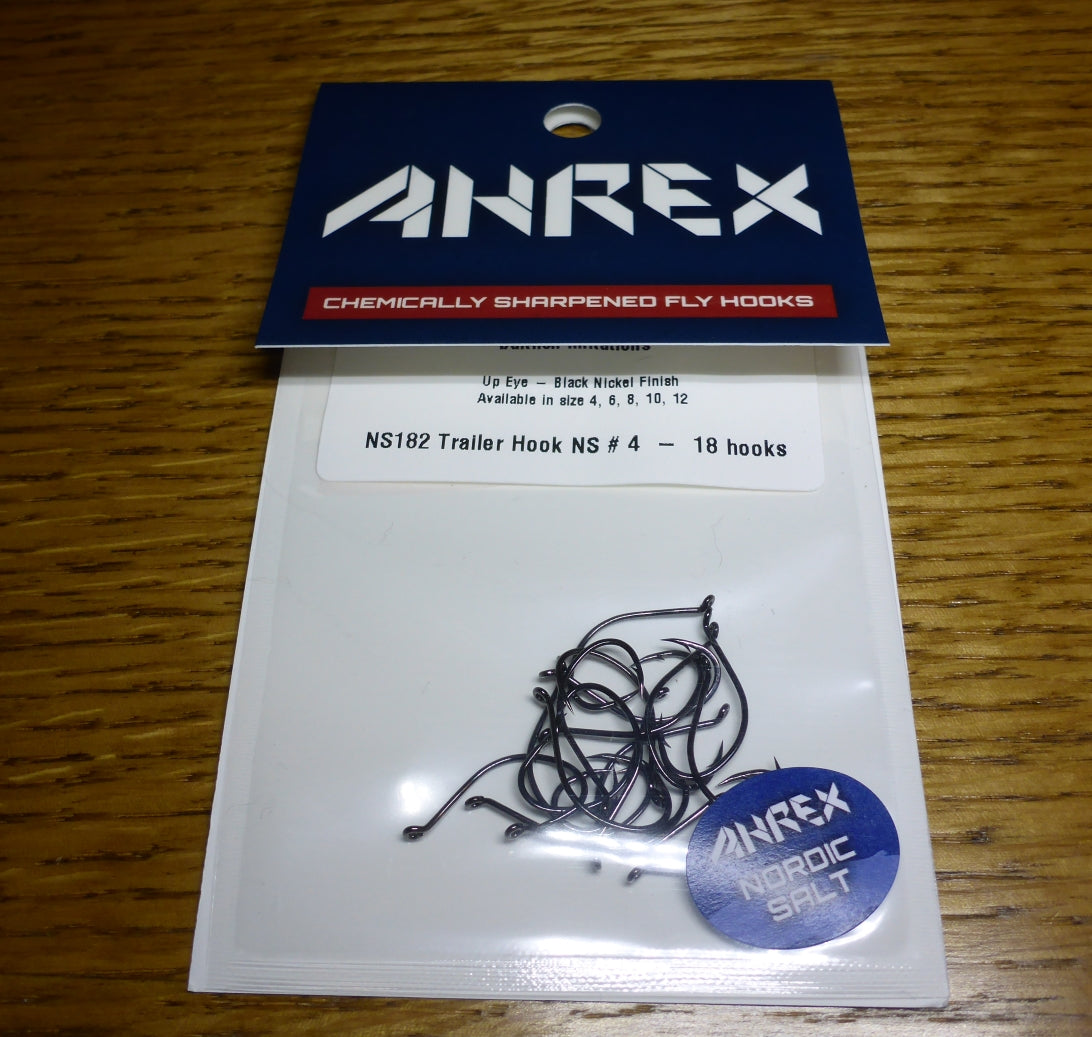 AHREX
CHEMICALLY SHARPENED FLY HOOKS
Up Eye – Black Nickel Finish
Available in size 4, 6, 8, 10, 12
NS182 Trailer Hook NS # 4 – 18 hooks
AHREX
NORDIC
SALT